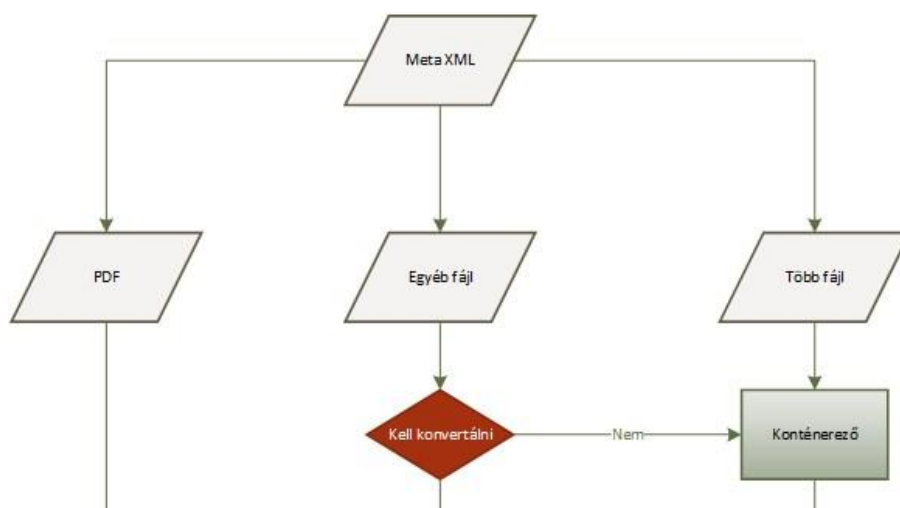 Meta XML
PDF
Egyéb fájl
Több fájl
Kell konvertálni
Nem
Konténerező